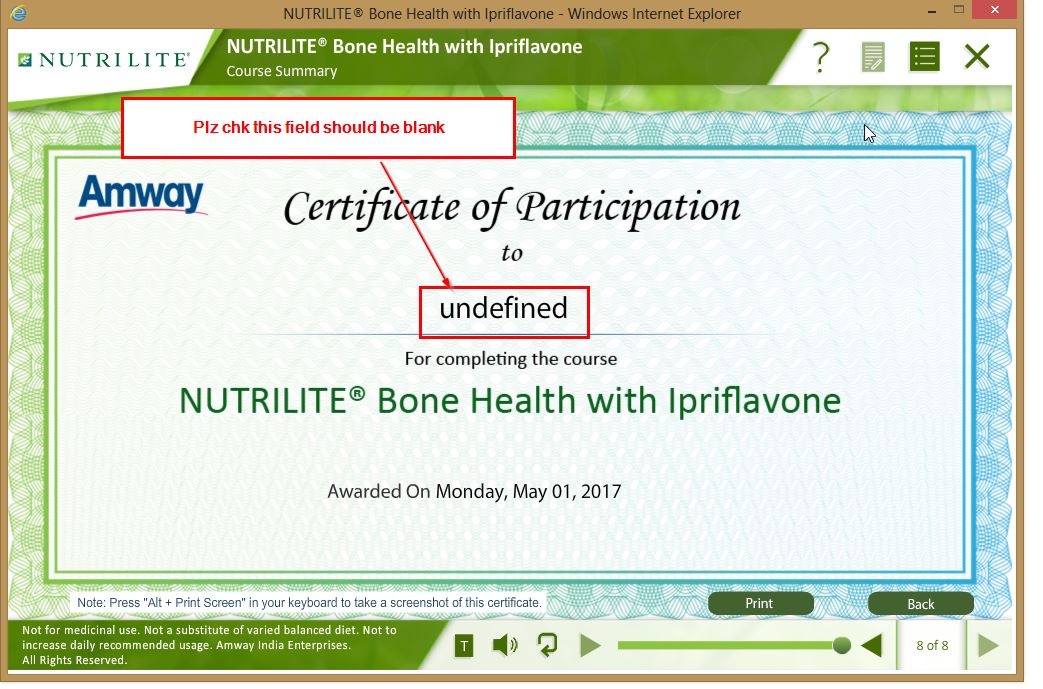 NUTRILITE® Bone Health with Ipriflavone - Windows Internet Explorer
NUTRILITE®
NUTRILITE® Bone Health with Ipriflavone
Course Summary
?
Plz chk this field should be blank
Amway
Certificate of Participation
to
undefined
For completing the course
NUTRILITE® Bone Health with Ipriflavone
Awarded On Monday, May 01, 2017
Note: Press "Alt + Print Screen" in your keyboard to take a screenshot of this certificate.
Print
Back
Not for medicinal use. Not a substitute of varied balanced diet. Not to
increase daily recommended usage. Amway India Enterprises.
All Rights Reserved.
T
8 of 8